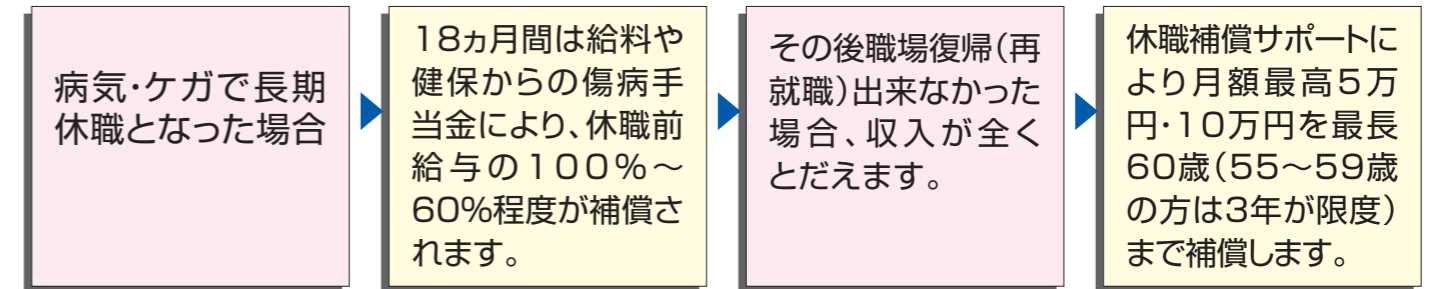 病気・ケガで長期
休職となった場合
18ヵ月間は給料や
健保からの傷病手
当金により、休職前
給与の100%〜
60%程度が補償さ
れます。
その後職場復帰(再
就職)出来なかった
場合、収入が全く
とだえます。
休職補償サポートに
より月額最高5万
円・10万円を最長
60歳(55〜59歳
の方は3年が限度)
まで補償します。